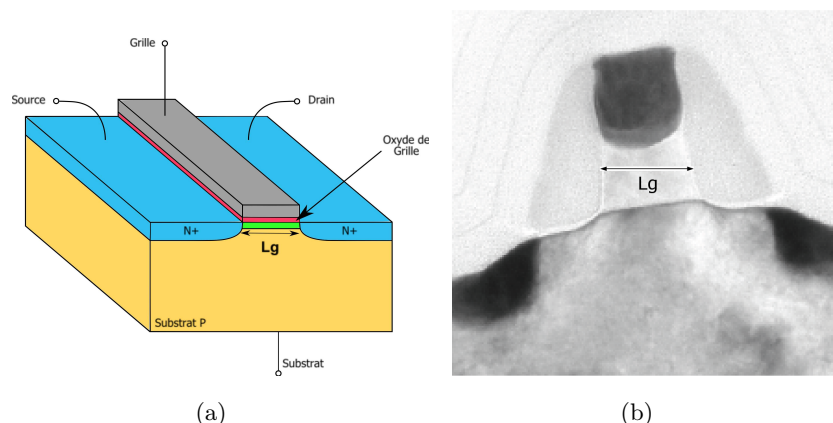 Grille
Source
Drain
Oxyde de
Grille
N+
N+
Lg
Substrat P
Substrat
Lg
(a)
(b)